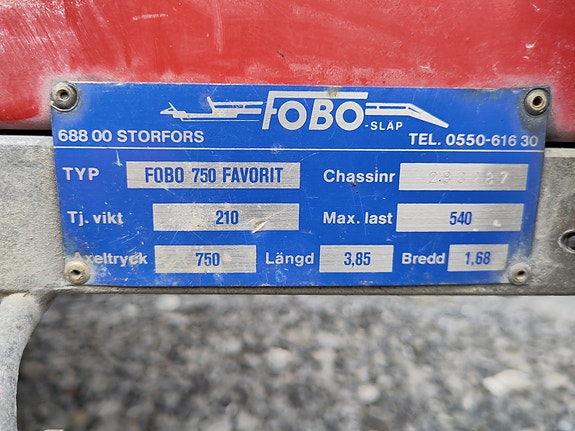 FOBO
-SLÄP
688 00 STORFORS TEL. 0550-616 30
TYP FOBO 750 FAVORIT Chassinr
Tj. vikt 210 Max. last 540
Axeltryck 750 Längd 3,85 Bredd 1,68